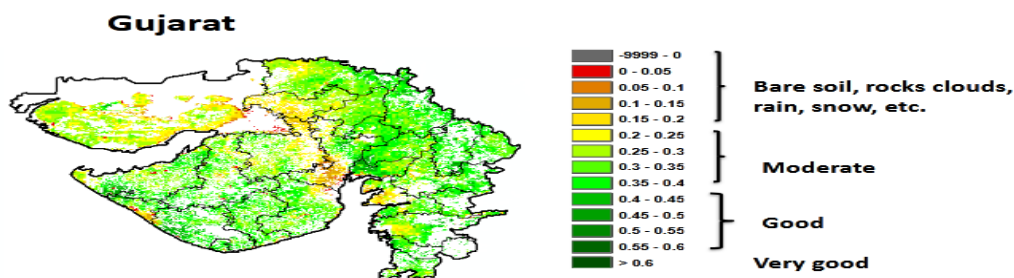 Gujarat
-9999 - 0
0 - 0.05
0.05 - 0.1
0.1 - 0.15
0.15 - 0.2
0.2 - 0.25
0.25 - 0.3
0.3 - 0.35
0.35 - 0.4
0.4 - 0.45
0.45 - 0.5
0.5 - 0.55
0.55 - 0.6
> 0.6
Bare soil, rocks clouds,
rain, snow, etc.
Moderate
Good
Very good